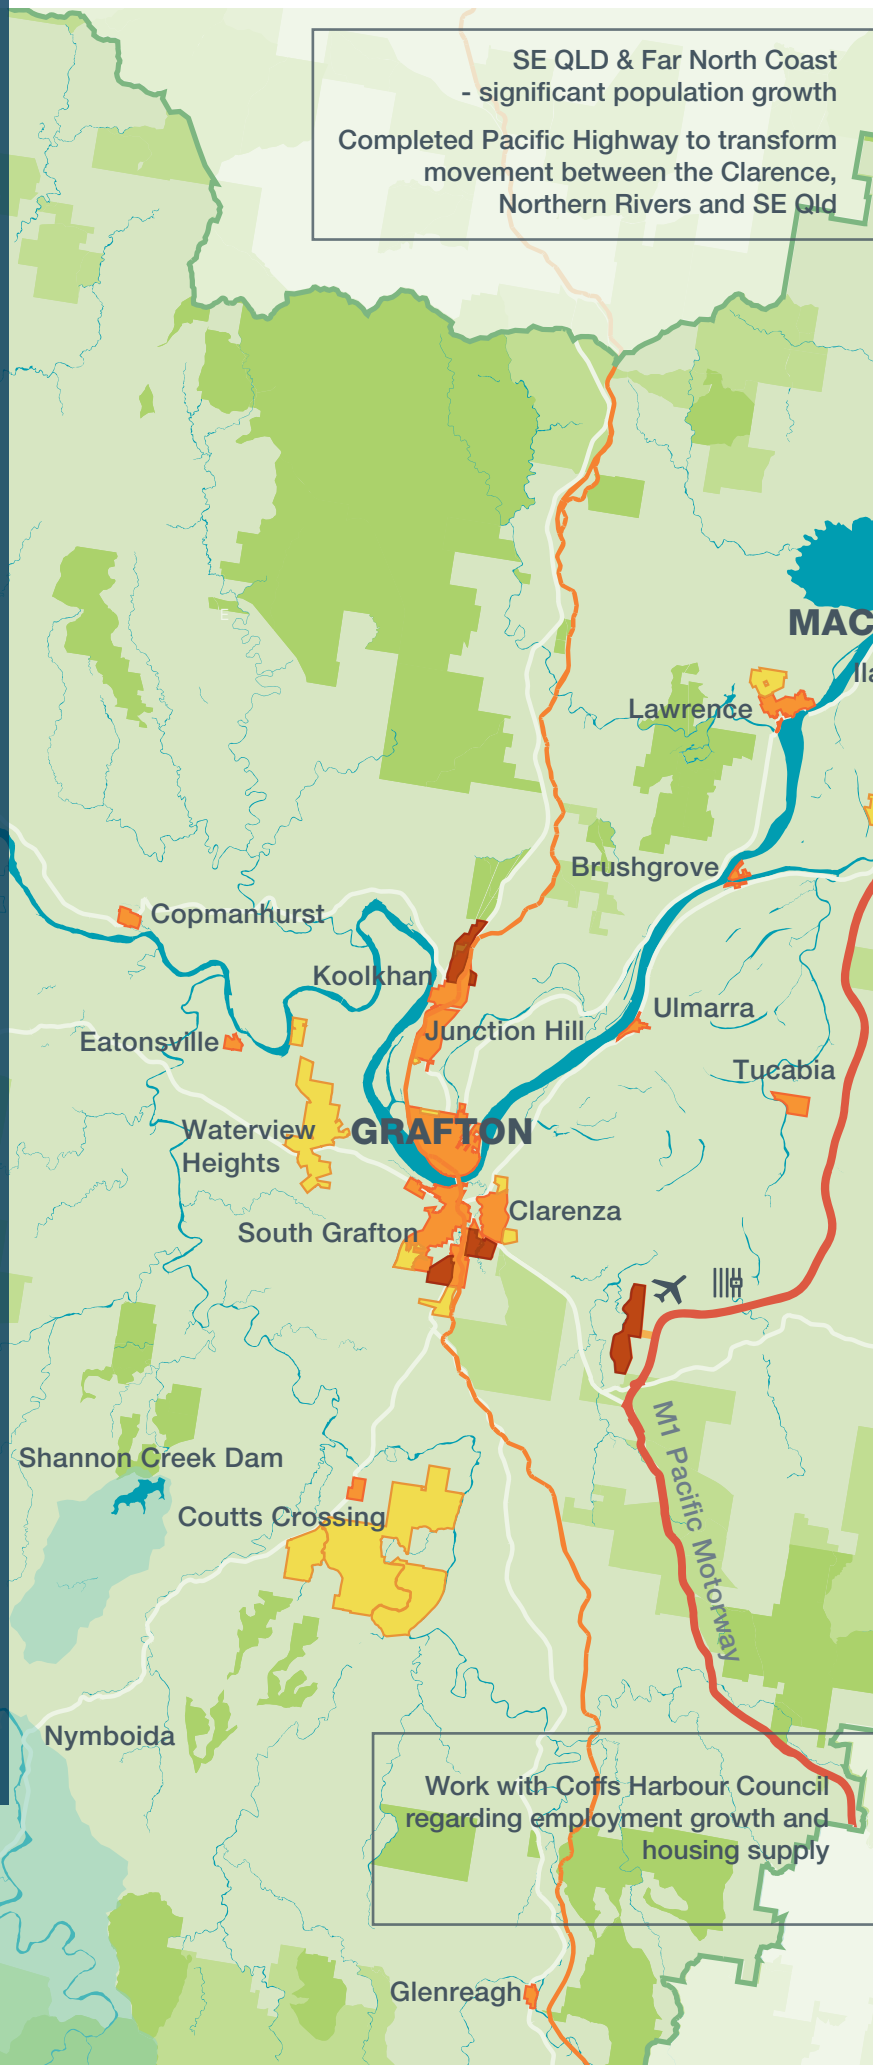 SE QLD & Far North Coast
- significant population growth
Completed Pacific Highway to transform
movement between the Clarence,
Northern Rivers and SE Qld
E
MAC
Ila
Lawrence
Brushgrove
Copmanhurst
Koolkhan
Ulmarra
Junction Hill
Eatonsville
Tucabia
Waterview
Heights
GRAFTON
Clarenza
South Grafton
M1 Pacific Motorway
Shannon Creek Dam
Coutts Crossing
Nymboida
Work with Coffs Harbour Council
regarding employment growth and
housing supply
Glenreagh